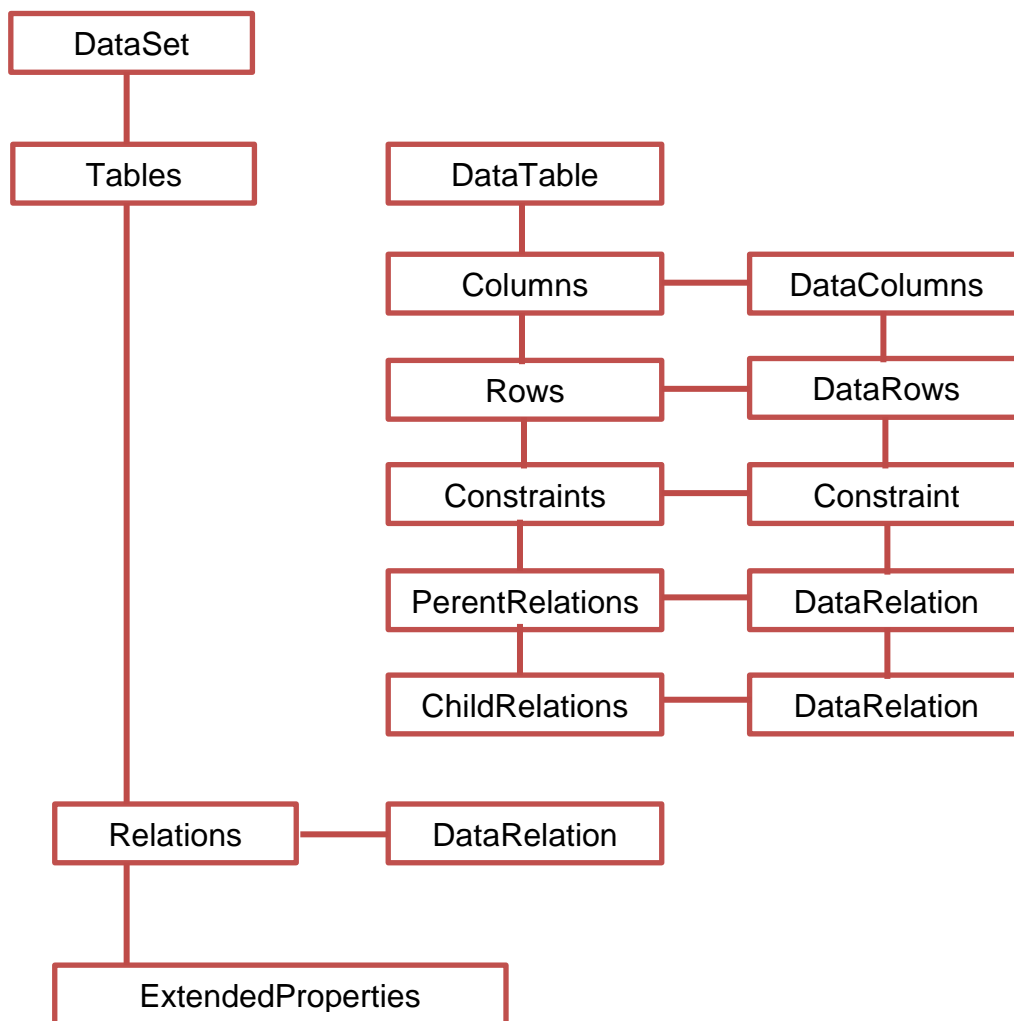 DataSet
Tables
DataTable
Columns
DataColumns
Rows
DataRows
Constraints
Constraint
PerentRelations
DataRelation
ChildRelations
DataRelation
Relations
DataRelation
ExtendedProperties